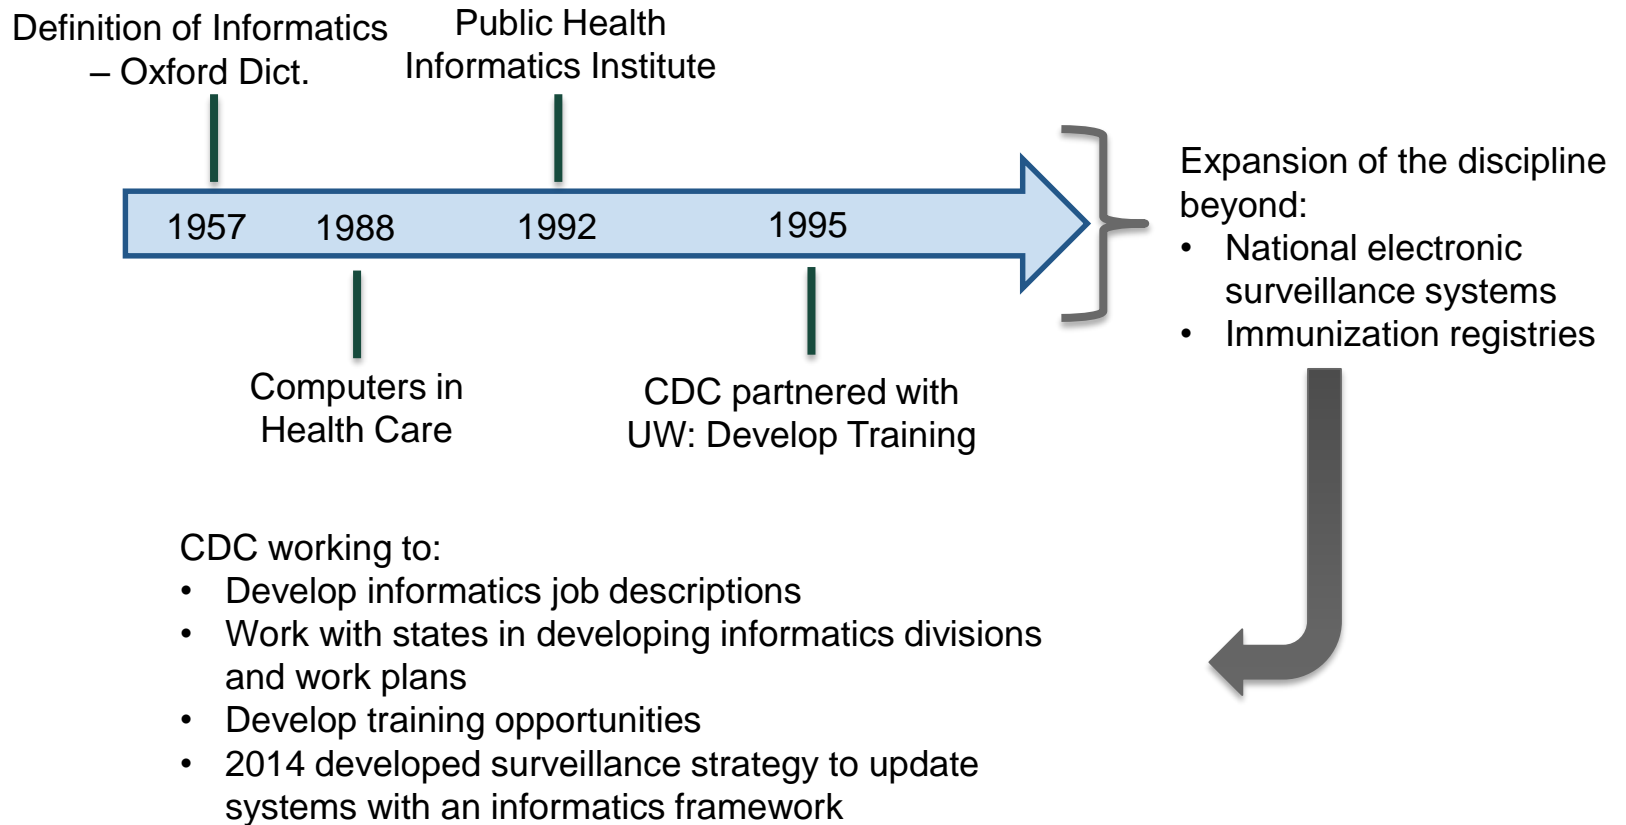 Definition of Informatics
– Oxford Dict.
Public Health
Informatics Institute
1957
1988
1992
1995
Computers in
Health Care
CDC partnered with
UW: Develop Training
Expansion of the discipline
beyond:
• National electronic
surveillance systems
• Immunization registries
CDC working to:
• Develop informatics job descriptions
• Work with states in developing informatics divisions
and work plans
• Develop training opportunities
• 2014 developed surveillance strategy to update
systems with an informatics framework